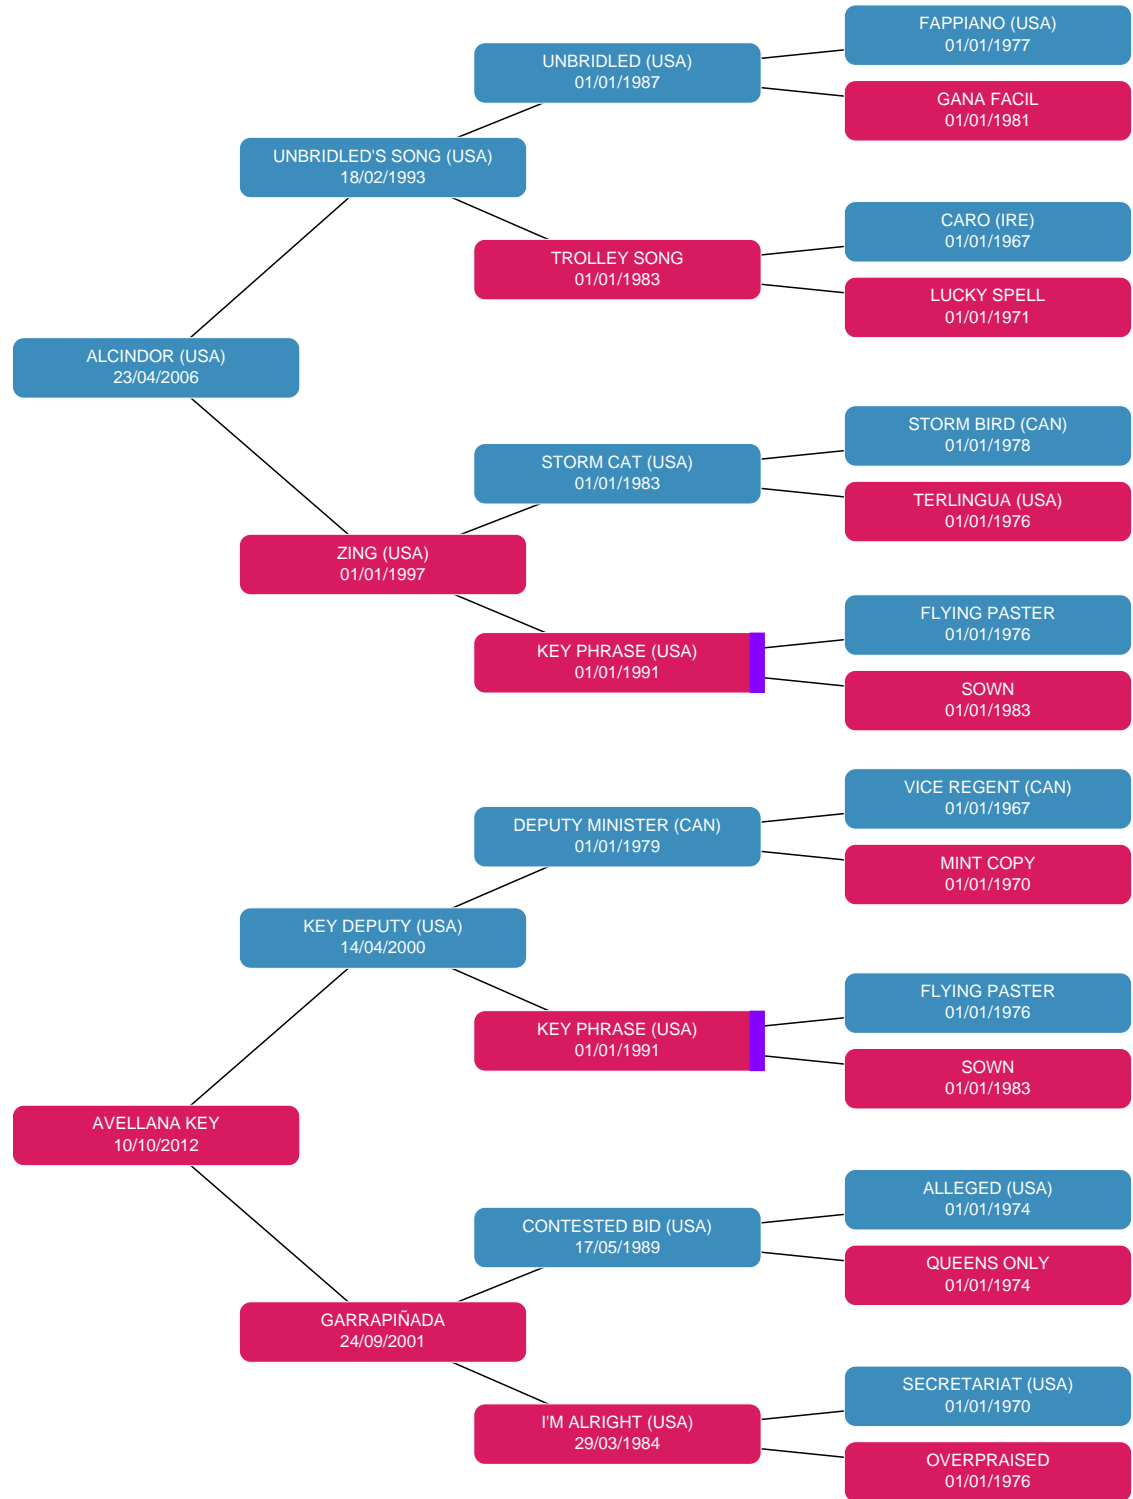 FAPPIANO (USA)
01/01/1977
UNBRIDLED (USA)
01/01/1987
GANA FACIL
01/01/1981
UNBRIDLED'S SONG (USA)
18/02/1993
CARO (IRE)
01/01/1967
TROLLEY SONG
01/01/1983
LUCKY SPELL
01/01/1971
ALCINDOR (USA)
23/04/2006
STORM BIRD (CAN)
01/01/1978
STORM CAT (USA)
01/01/1983
TERLINGUA (USA)
01/01/1976
ZING (USA)
01/01/1997
FLYING PASTER
01/01/1976
KEY PHRASE (USA)
01/01/1991
SOWN
01/01/1983
VICE REGENT (CAN)
01/01/1967
DEPUTY MINISTER (CAN)
01/01/1979
MINT COPY
01/01/1970
KEY DEPUTY (USA)
14/04/2000
FLYING PASTER
01/01/1976
KEY PHRASE (USA)
01/01/1991
SOWN
01/01/1983
AVELLANA KEY
10/10/2012
ALLEGED (USA)
01/01/1974
CONTESTED BID (USA)
17/05/1989
QUEENS ONLY
01/01/1974
GARRAPIÑADA
24/09/2001
SECRETARIAT (USA)
01/01/1970
I'M ALRIGHT (USA)
29/03/1984
OVERPRAISED
01/01/1976